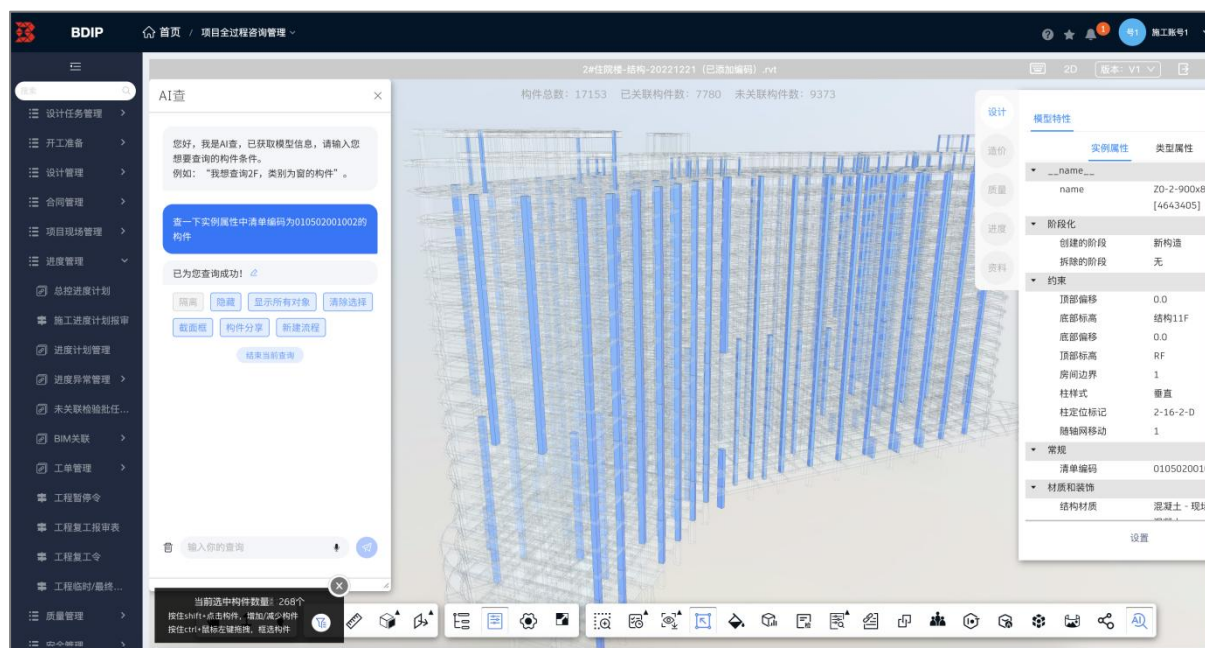 BDIP
首页 / 项目全过程咨询管理
1
号1
施工账号1
2#住院楼-结构-20221221 (已添加编码) .rvt
2D
版本: V1
搜索
设计任务管理
开工准备
设计管理
合同管理
项目现场管理
进度管理
总控进度计划
施工进度计划报审
进度计划管理
进度异常管理
未关联检验批任...
BIM关联
工单管理
工程暂停令
工程复工报审表
工程复工令
工程临时/最终...
质量管理
安全管理
AI查
您好，我是AI查，已获取模型信息，请输入您
想要查询的构件条件。
例如：“我想查询2F，类别为窗的构件”。
查一下实例属性中清单编码为010502001002的
构件
已为您查询成功！
隔离 隐藏 显示所有对象 清除选择
截面框 构件分享 新建流程
结束当前查询
输入你的查询
构件总数: 17153 已关联构件数: 7780 未关联构件数: 9373
设计
造价
质量
进度
资料
模型特性
实例属性 类型属性
__name__
name Z0-2-900x8
[4643405]
阶段化
创建的阶段 新构造
拆除的阶段 无
约束
顶部偏移 0.0
底部标高 结构11F
底部偏移 0.0
顶部标高 RF
房间边界 1
柱样式 垂直
柱定位标记 2-16-2-D
随轴网移动 1
常规
清单编码 010502001
材质和装饰
结构材质 混凝土 - 现场
设置
当前选中构件数量: 268个
按住shift+点击构件，增加/减少构件
按住ctrl+鼠标左键拖拽，框选构件
AI